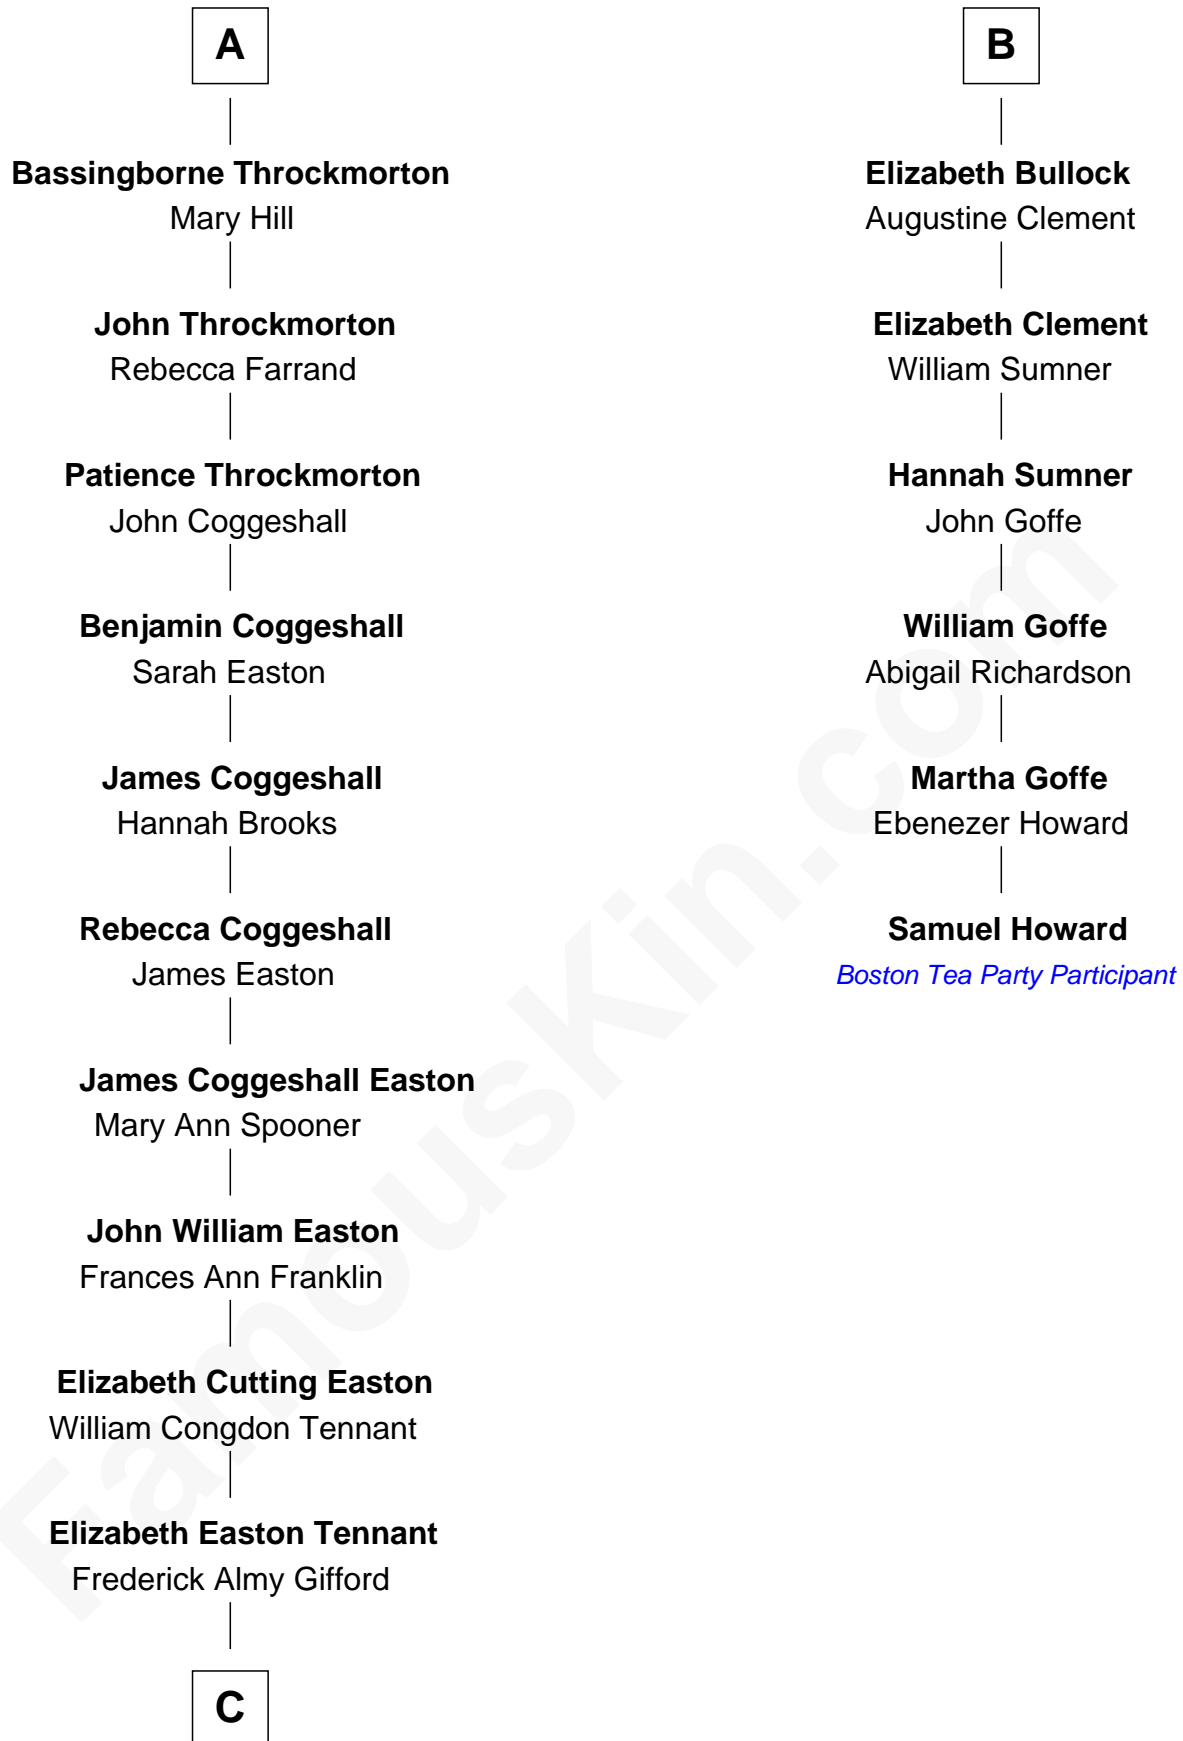 A
Bassingborne Throckmorton
Mary Hill
John Throckmorton
Rebecca Farrand
Patience Throckmorton
John Coggeshall
Benjamin Coggeshall
Sarah Easton
James Coggeshall
Hannah Brooks
Rebecca Coggeshall
James Easton
James Coggeshall Easton
Mary Ann Spooner
John William Easton
Frances Ann Franklin
Elizabeth Cutting Easton
William Congdon Tennant
Elizabeth Easton Tennant
Frederick Almy Gifford
C
B
Elizabeth Bullock
Augustine Clement
Elizabeth Clement
William Sumner
Hannah Sumner
John Goffe
William Goffe
Abigail Richardson
Martha Goffe
Ebenezer Howard
Samuel Howard
Boston Tea Party Participant
FamousKin.com